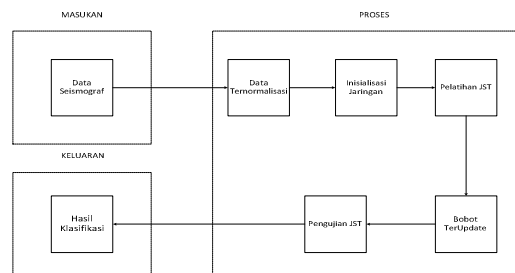 MASUKAN
PROSES
Data
Seismograf
Data
Ternormalisasi
Inisialisasi
Jaringan
Pelatihan JST
KELUARAN
Hasil
Klasifikasi
Pengujian JST
Bobot
TerUpdate